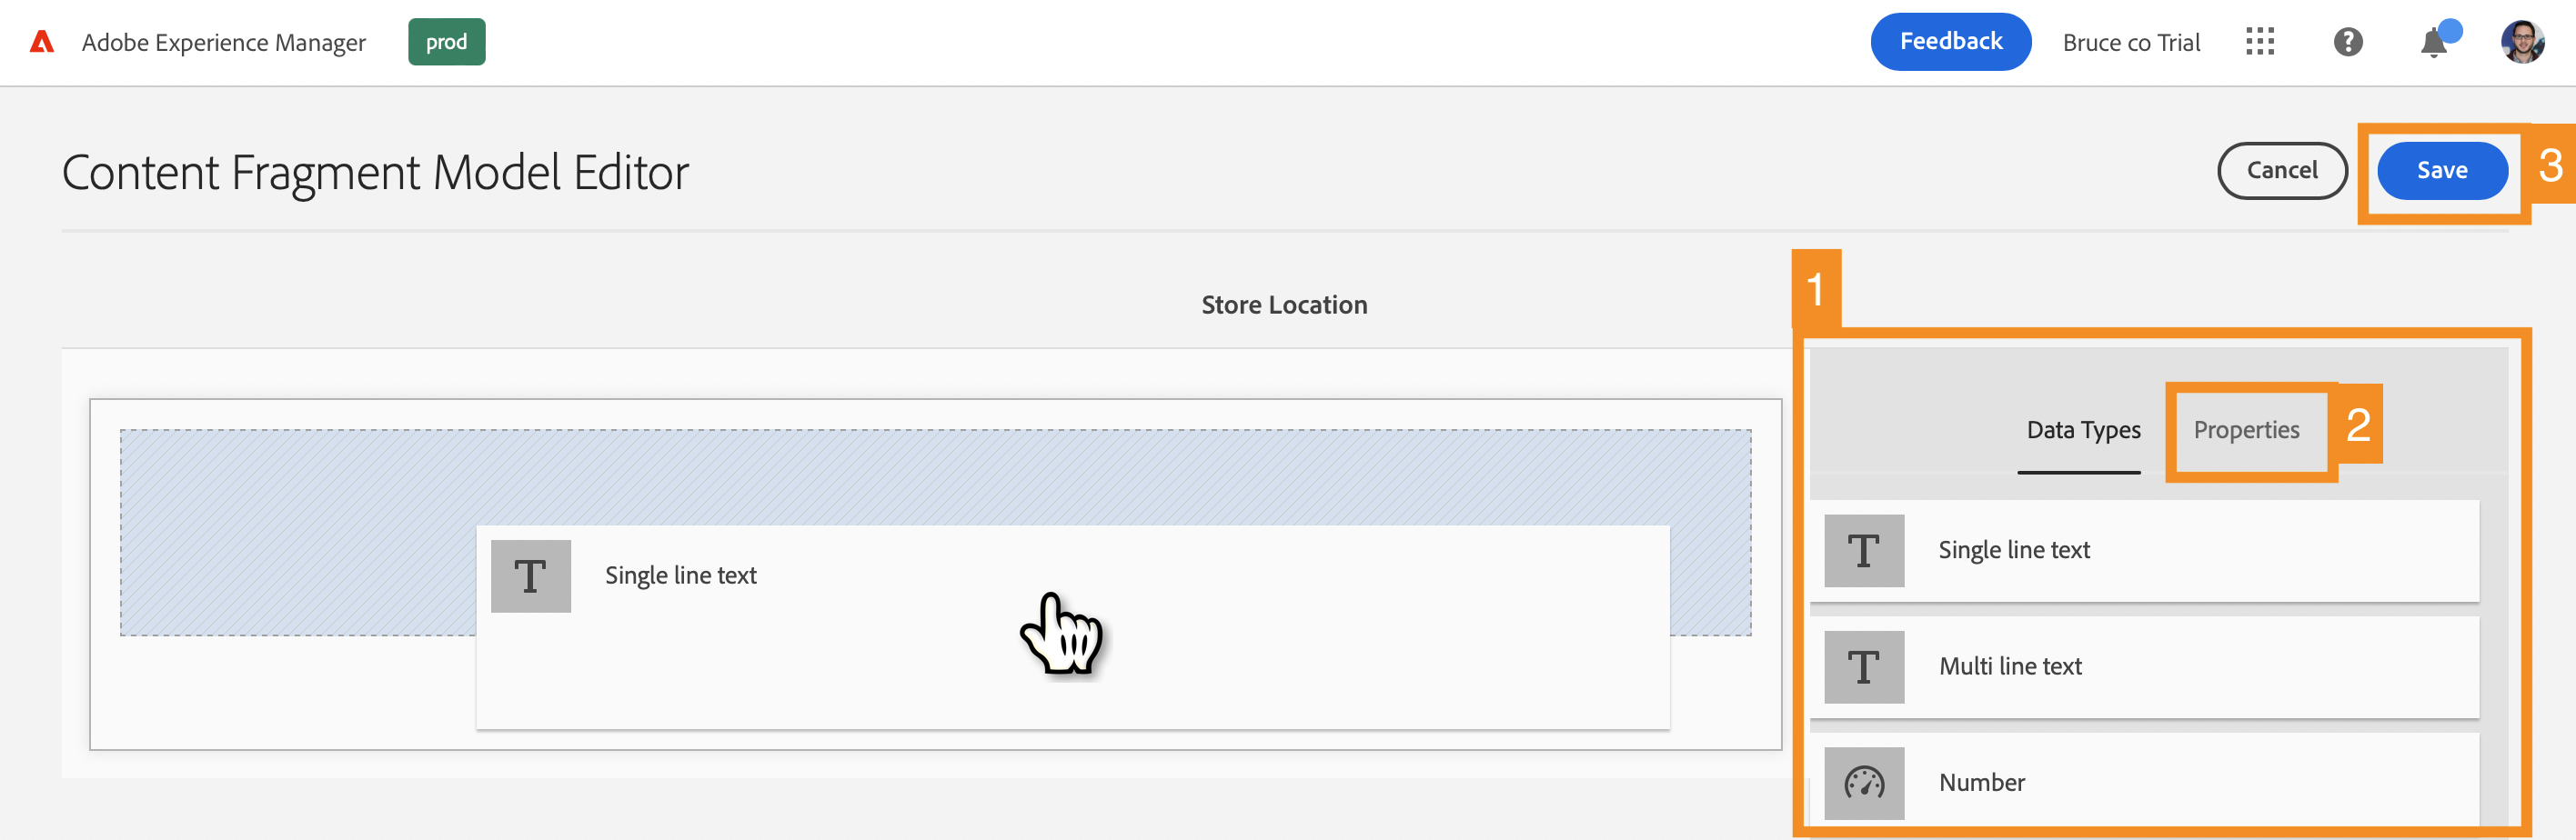 Adobe Experience Manager prod Feedback Bruce co Trial
Content Fragment Model Editor Cancel Save 3
1
Store Location
Data Types Properties 2
T Single line text
T Single line text
T Multi line text
Number